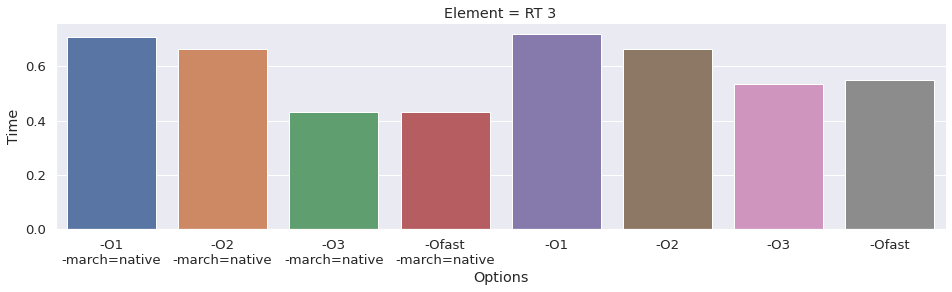 Element = RT 3
Time
0.6
0.4
0.2
0.0
-O1 -O2 -O3 -Ofast -O1 -O2 -O3 -Ofast
-march=native -march=native -march=native -march=native
Options